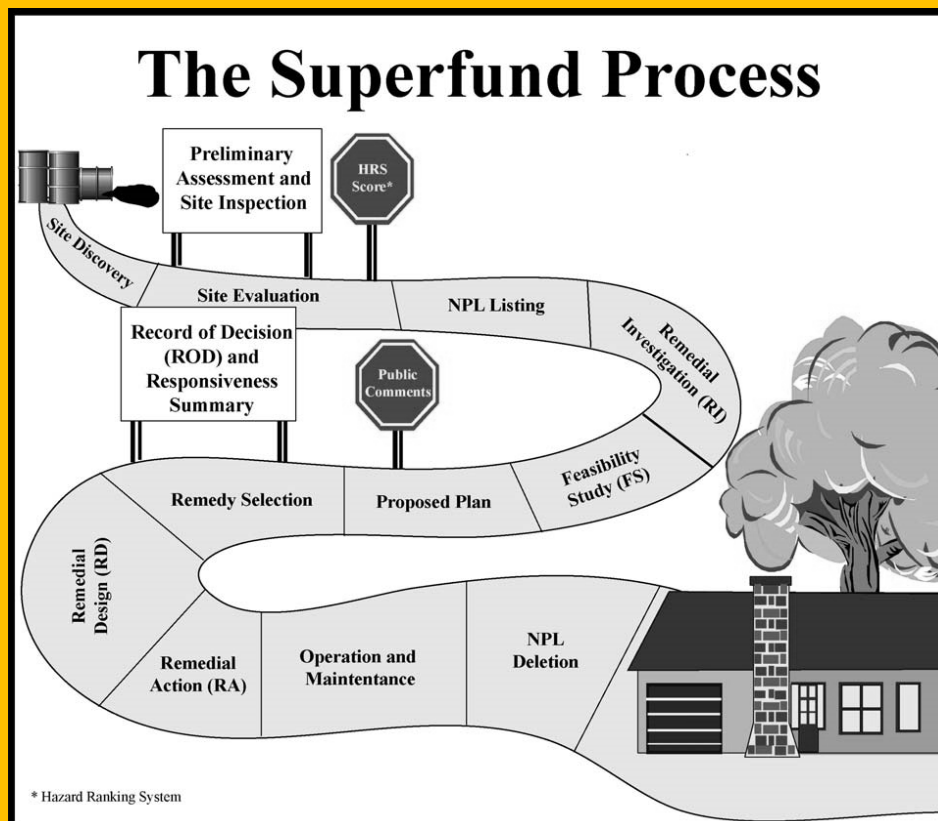 The Superfund Process
Preliminary
Assessment and
Site Inspection
HRS
Score*
Site Discovery
Site Evaluation
NPL Listing
Remedial
Investigation (RI)
Record of Decision
(ROD) and
Responsiveness
Summary
Public
Comments
Feasibility
Study (FS)
Proposed Plan
Remedy Selection
Remedial
Design (RD)
Remedial
Action (RA)
Operation and
Maintentance
NPL
Deletion
* Hazard Ranking System